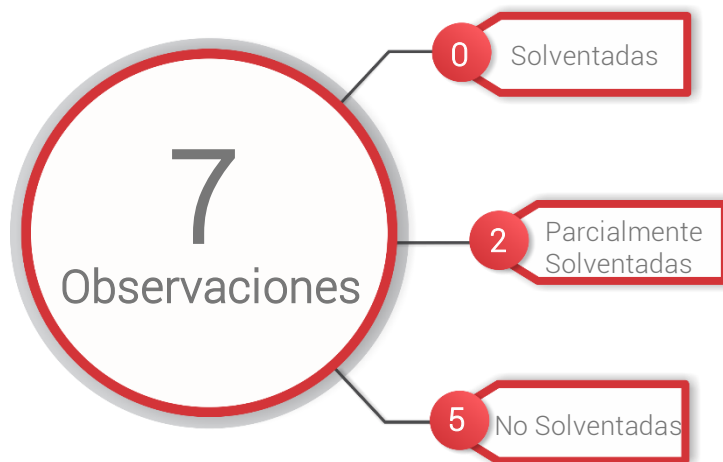 7
Observaciones
0
Solventadas
2
Parcialmente
Solventadas
5
No Solventadas